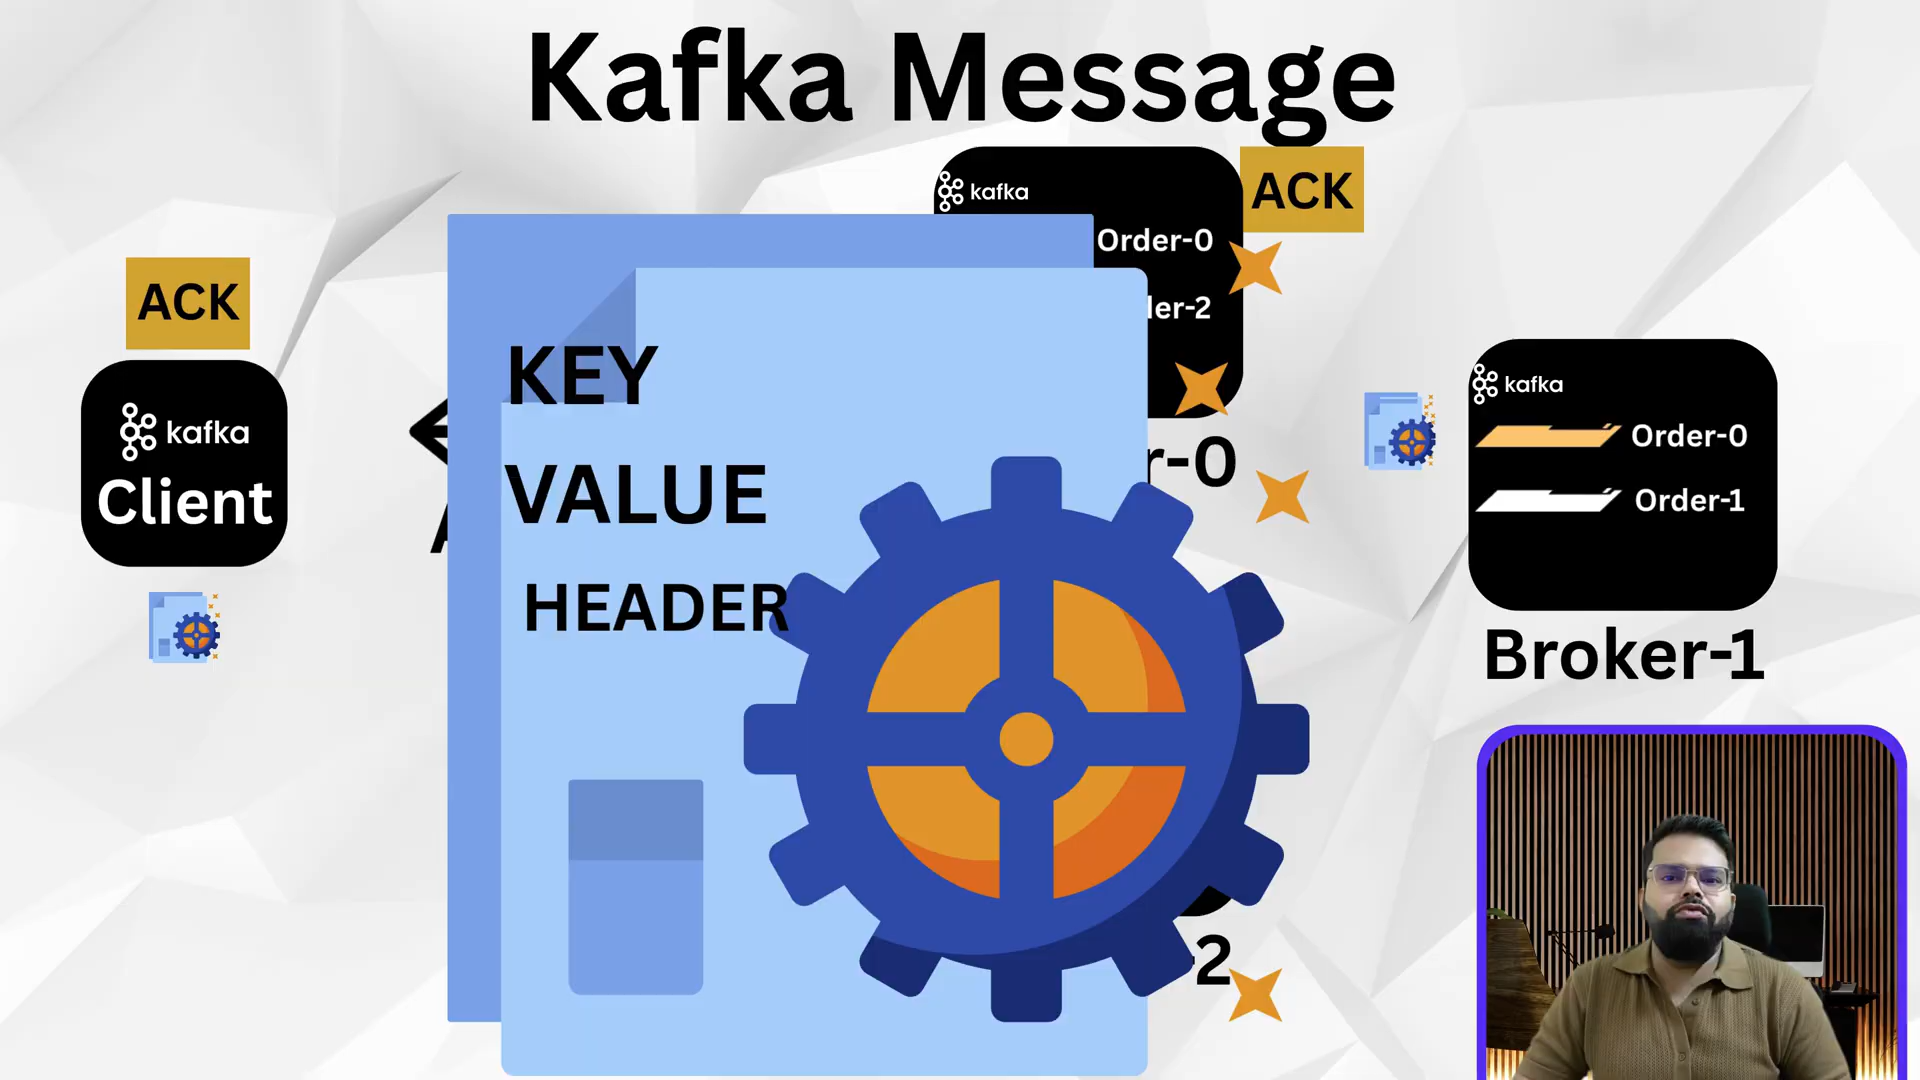 Kafka Message
kafka
ACK
Order-0
der-2
ACK
kafka
Client
KEY
VALUE
HEADER
r-0
kafka
Order-0
Order-1
Broker-1
-2